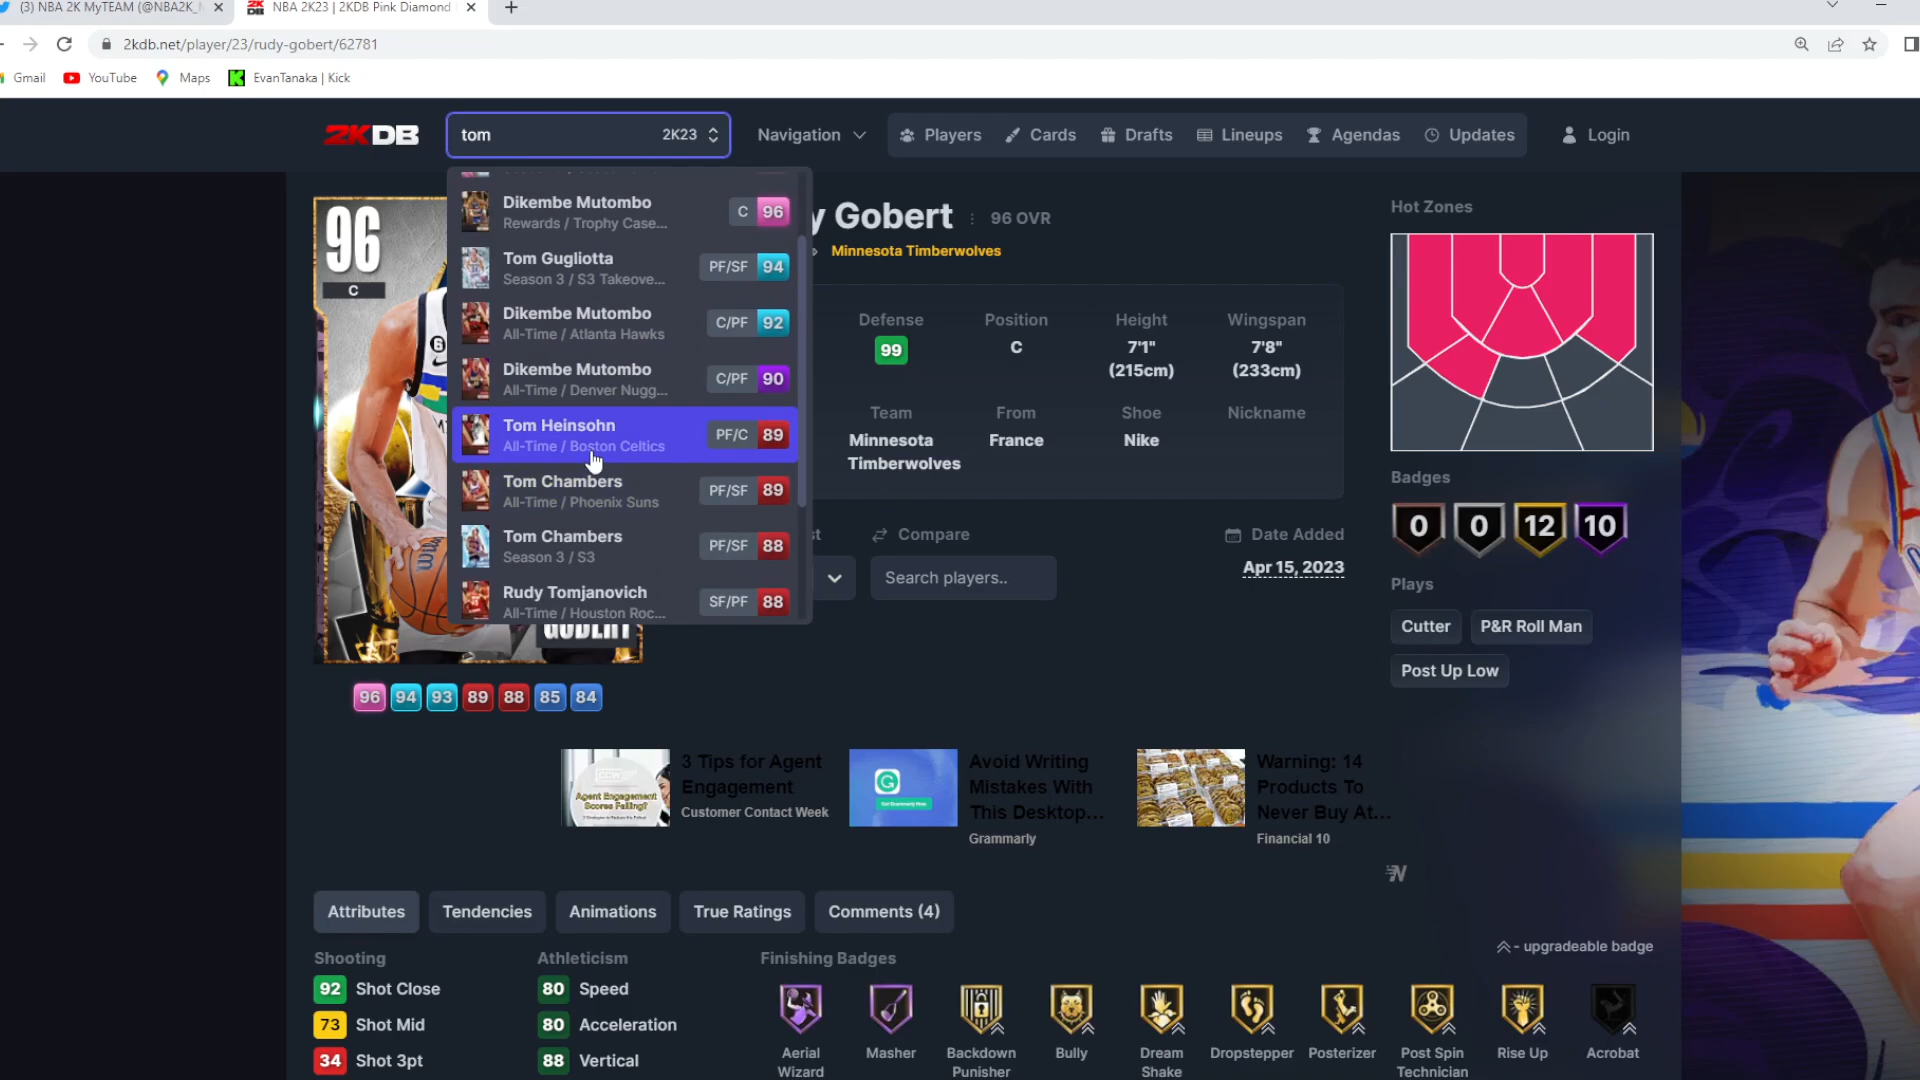 (3) NBA 2K MyTEAM (@NBA2K_M
NBA 2K23 | 2KDB Pink Diamond
2kdb.net/player/23/rudy-gobert/62781
Gmail
YouTube
Maps
EvanTanaka | Kick
2KDB
tom
2K23
Navigation
Players
Cards
Drafts
Lineups
Agendas
Updates
Login
96
C
Dikembe Mutombo
Rewards / Trophy Case...
C 96
Tom Gugliotta
Season 3 / S3 Takeove...
PF/SF 94
Dikembe Mutombo
All-Time / Atlanta Hawks
C/PF 92
Dikembe Mutombo
All-Time / Denver Nugg...
C/PF 90
Tom Heinsohn
All-Time / Boston Celtics
PF/C 89
Tom Chambers
All-Time / Phoenix Suns
PF/SF 89
Tom Chambers
Season 3 / S3
PF/SF 88
Rudy Tomjanovich
All-Time / Houston Roc...
SF/PF 88
GOBERT
96 94 93 89 88 85 84
y Gobert
96 OVR
Minnesota Timberwolves
Defense
99
Position
C
Height
7'1"
(215cm)
Wingspan
7'8"
(233cm)
Team
Minnesota
Timberwolves
From
France
Shoe
Nike
Nickname
st
Compare
Search players..
Date Added
Apr 15, 2023
Hot Zones
Badges
0 0 12 10
Plays
Cutter
P&R Roll Man
Post Up Low
Agent Engagement
Scores Falling?
3 Tips for Agent
Engagement
Customer Contact Week
Avoid Writing
Mistakes With
This Desktop...
Grammarly
Warning: 14
Products To
Never Buy At...
Financial 10
Attributes
Tendencies
Animations
True Ratings
Comments (4)
- upgradeable badge
Shooting
92 Shot Close
73 Shot Mid
34 Shot 3pt
Athleticism
80 Speed
80 Acceleration
88 Vertical
Finishing Badges
Aerial
Wizard
Masher
Backdown
Punisher
Bully
Dream
Shake
Dropstepper
Posterizer
Post Spin
Technician
Rise Up
Acrobat